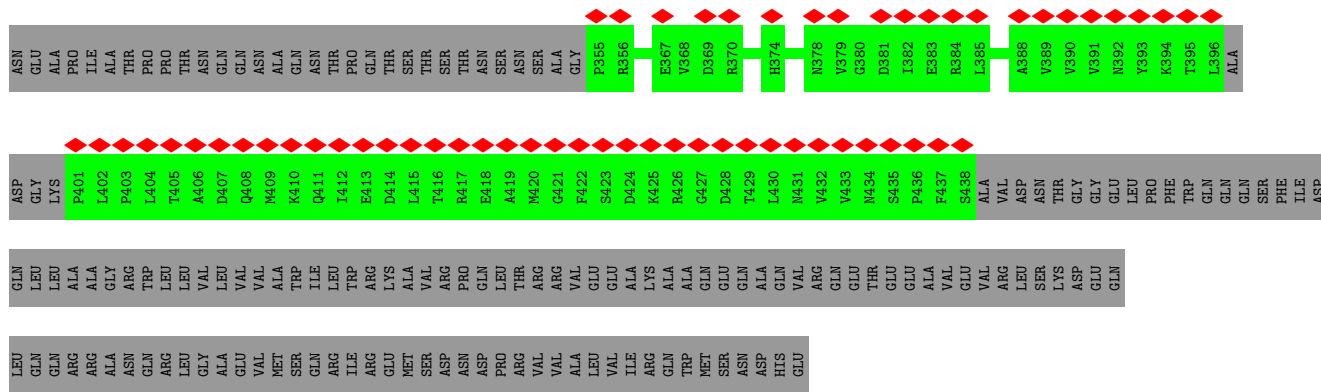 ASN GLU ALA PRO ILE ALA THR PRO PRO THR ASN GLN GLN ASN ALA GLN ASN THR PRO GLN THR SER THR SER THR ASN SER ASN SER ALA GLY P355 R356 E367 V368 D369 R370 H374 N378 V379 G380 D381 I382 E383 R384 L385 A388 V389 V390 V391 N392 Y393 K394 T395 L396 ALA
ASP GLY LYS P401 L402 P403 L404 T405 A406 D407 Q408 M409 K410 Q411 I412 E413 D414 L415 T416 R417 E418 A419 M420 G421 F422 S423 D424 K425 R426 G427 D428 T429 L430 N431 V432 V433 N434 S435 P436 F437 S438 ALA VAL ASP ASN THR GLY GLY GLU LEU PRO PHE TRP GLN GLN GLN SER PHE ILE ASP
GLN LEU LEU ALA ALA GLY ARG TRP LEU LEU VAL LEU VAL VAL ALA TRP ILE LEU TRP ARG LYS ALA VAL ARG PRO GLN LEU THR ARG ARG VAL GLU GLU ALA LYS ALA ALA GLN GLU GLN ALA GLN VAL ARG GLN GLU THR GLU GLU ALA VAL GLU VAL ARG LEU SER LYS ASP GLU GLN
LEU GLN GLN ARG ARG ALA ASN GLN ARG LEU GLY ALA GLU VAL MET SER GLN ARG ILE ARG GLU MET SER ASP ASN ASP PRO ARG VAL VAL ALA LEU VAL ILE ARG GLN TRP MET SER ASN ASP HIS GLU